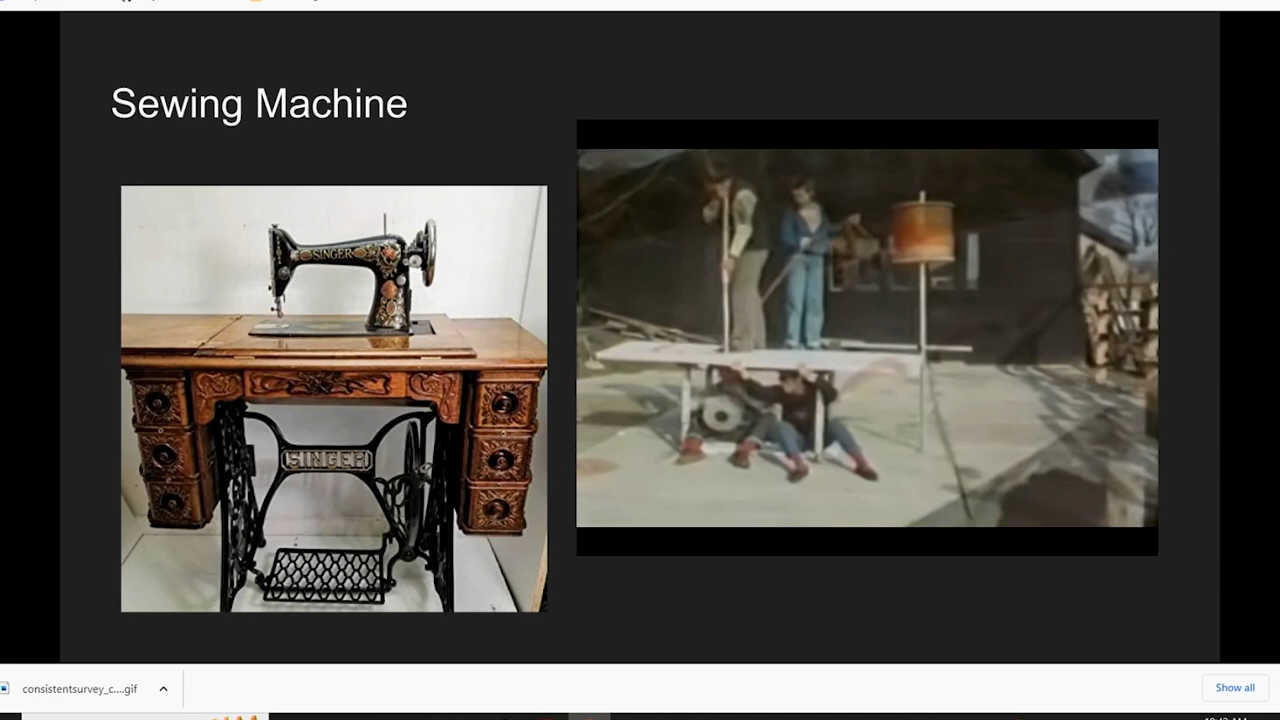 Sewing Machine
SINGER
SINGER
consistentsurvey_c....gif
Show all